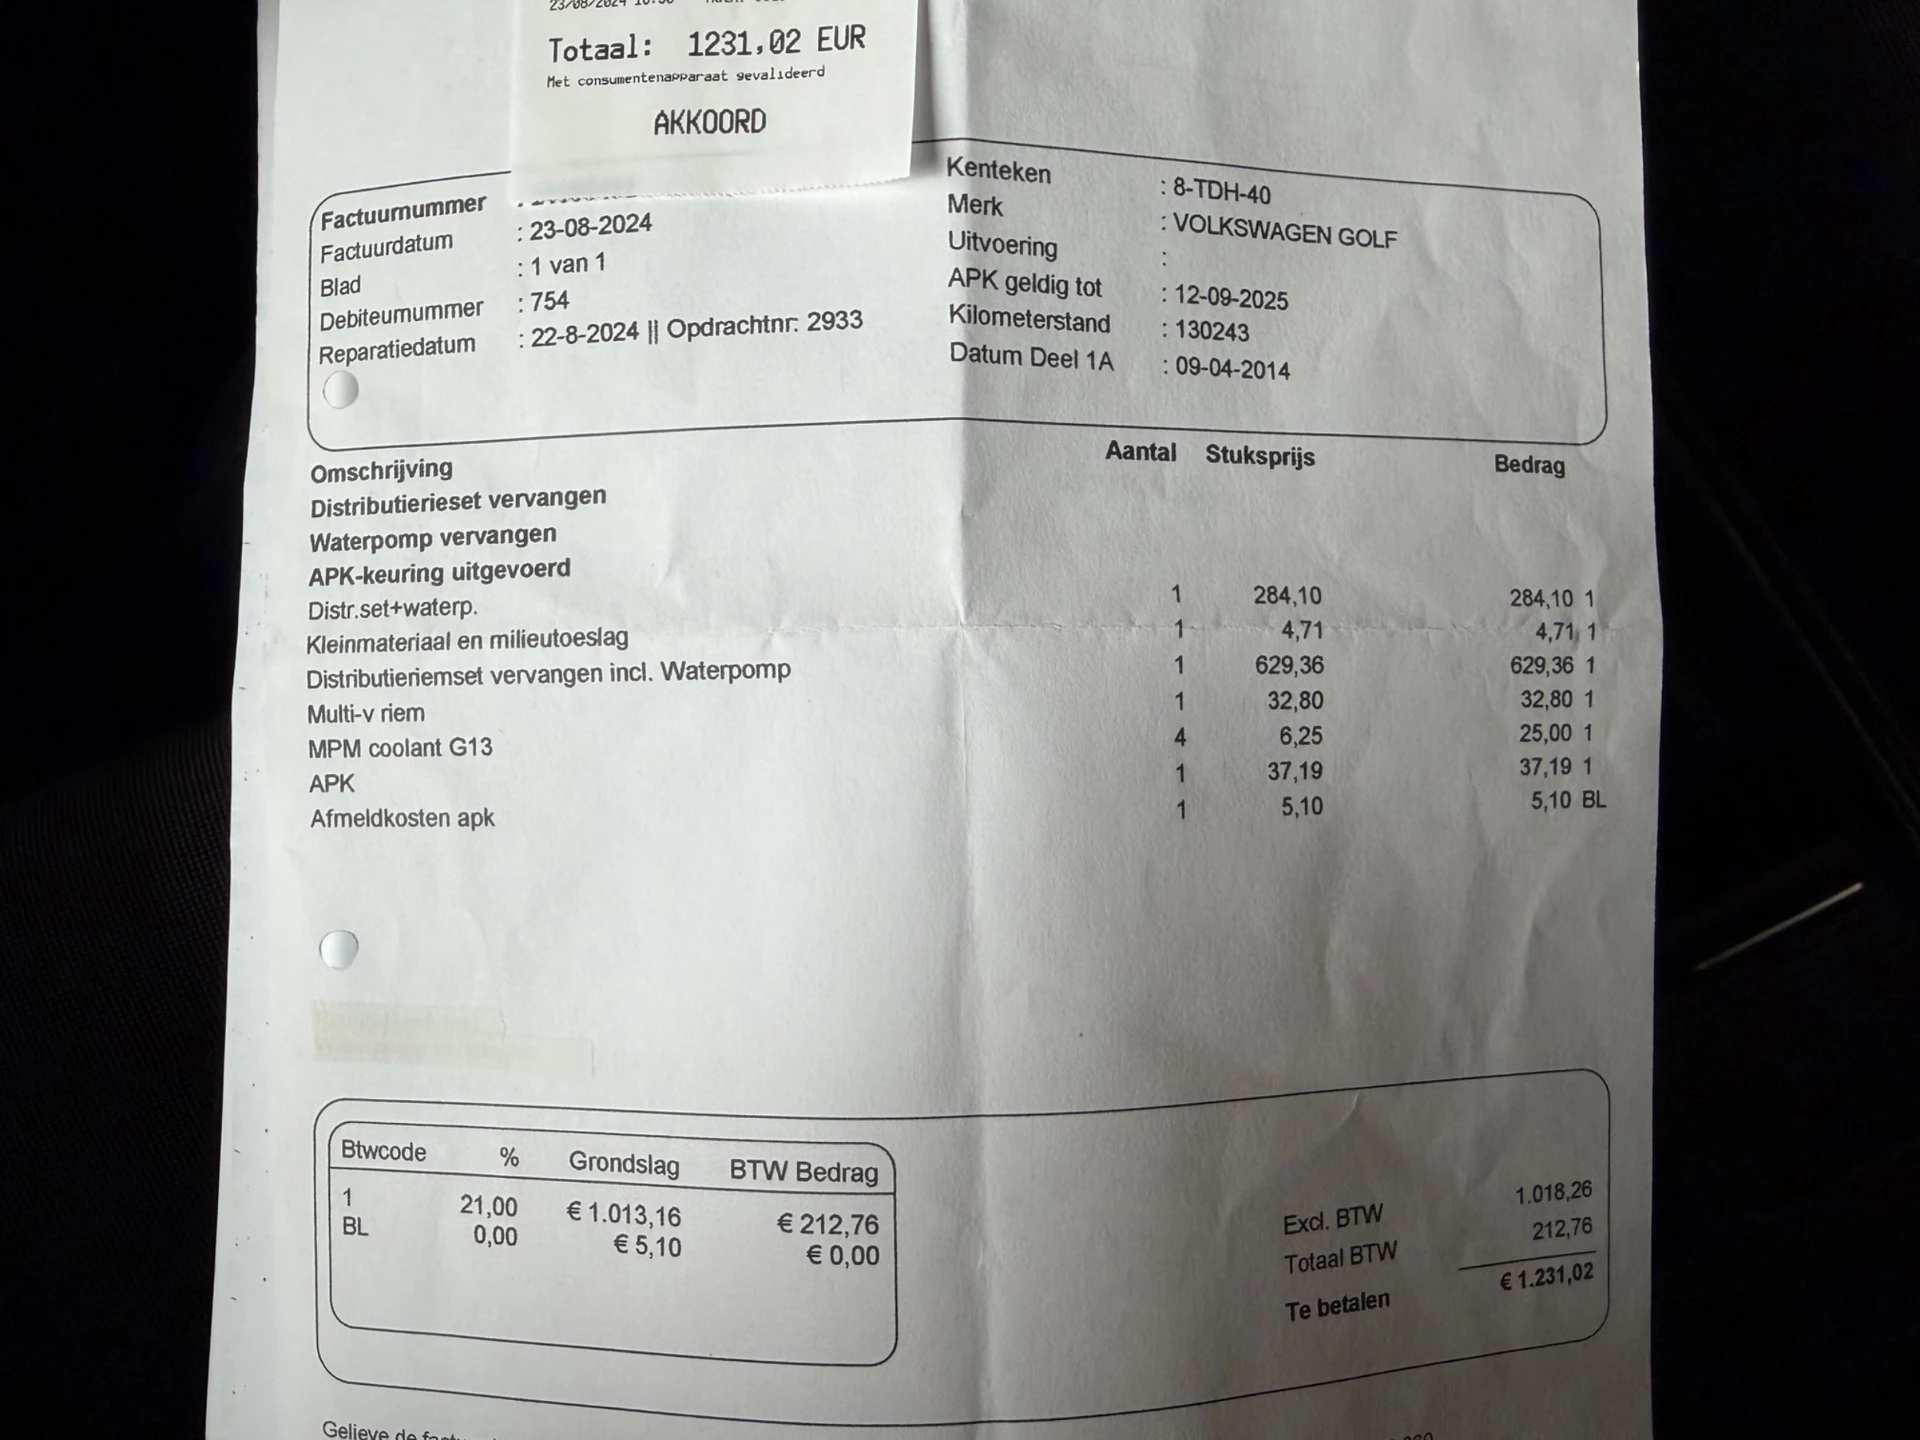 23/08/2024
Totaal: 1231,02 EUR
Met consumentenapparaat gevalideerd
AKKOORD
Factuurnummer :
Factuurdatum : 23-08-2024
Blad : 1 van 1
Debiteurnummer : 754
Reparatiedatum : 22-8-2024 || Opdrachtnr: 2933
Kenteken : 8-TDH-40
Merk : VOLKSWAGEN GOLF
Uitvoering :
APK geldig tot : 12-09-2025
Kilometerstand : 130243
Datum Deel 1A : 09-04-2014
Omschrijving Aantal Stuksprijs Bedrag
Distributierieset vervangen
Waterpomp vervangen
APK-keuring uitgevoerd
Distr.set+waterp. 1 284,10 284,10 1
Kleinmateriaal en milieutoeslag 1 4,71 4,71 1
Distributieriemset vervangen incl. Waterpomp 1 629,36 629,36 1
Multi-v riem 1 32,80 32,80 1
MPM coolant G13 4 6,25 25,00 1
APK 1 37,19 37,19 1
Afmeldkosten apk 1 5,10 5,10 BL
Btwcode % Grondslag BTW Bedrag
1 21,00 € 1.013,16 € 212,76
BL 0,00 € 5,10 € 0,00
Excl. BTW 1.018,26
Totaal BTW 212,76
Te betalen € 1.231,02
Gelieve de